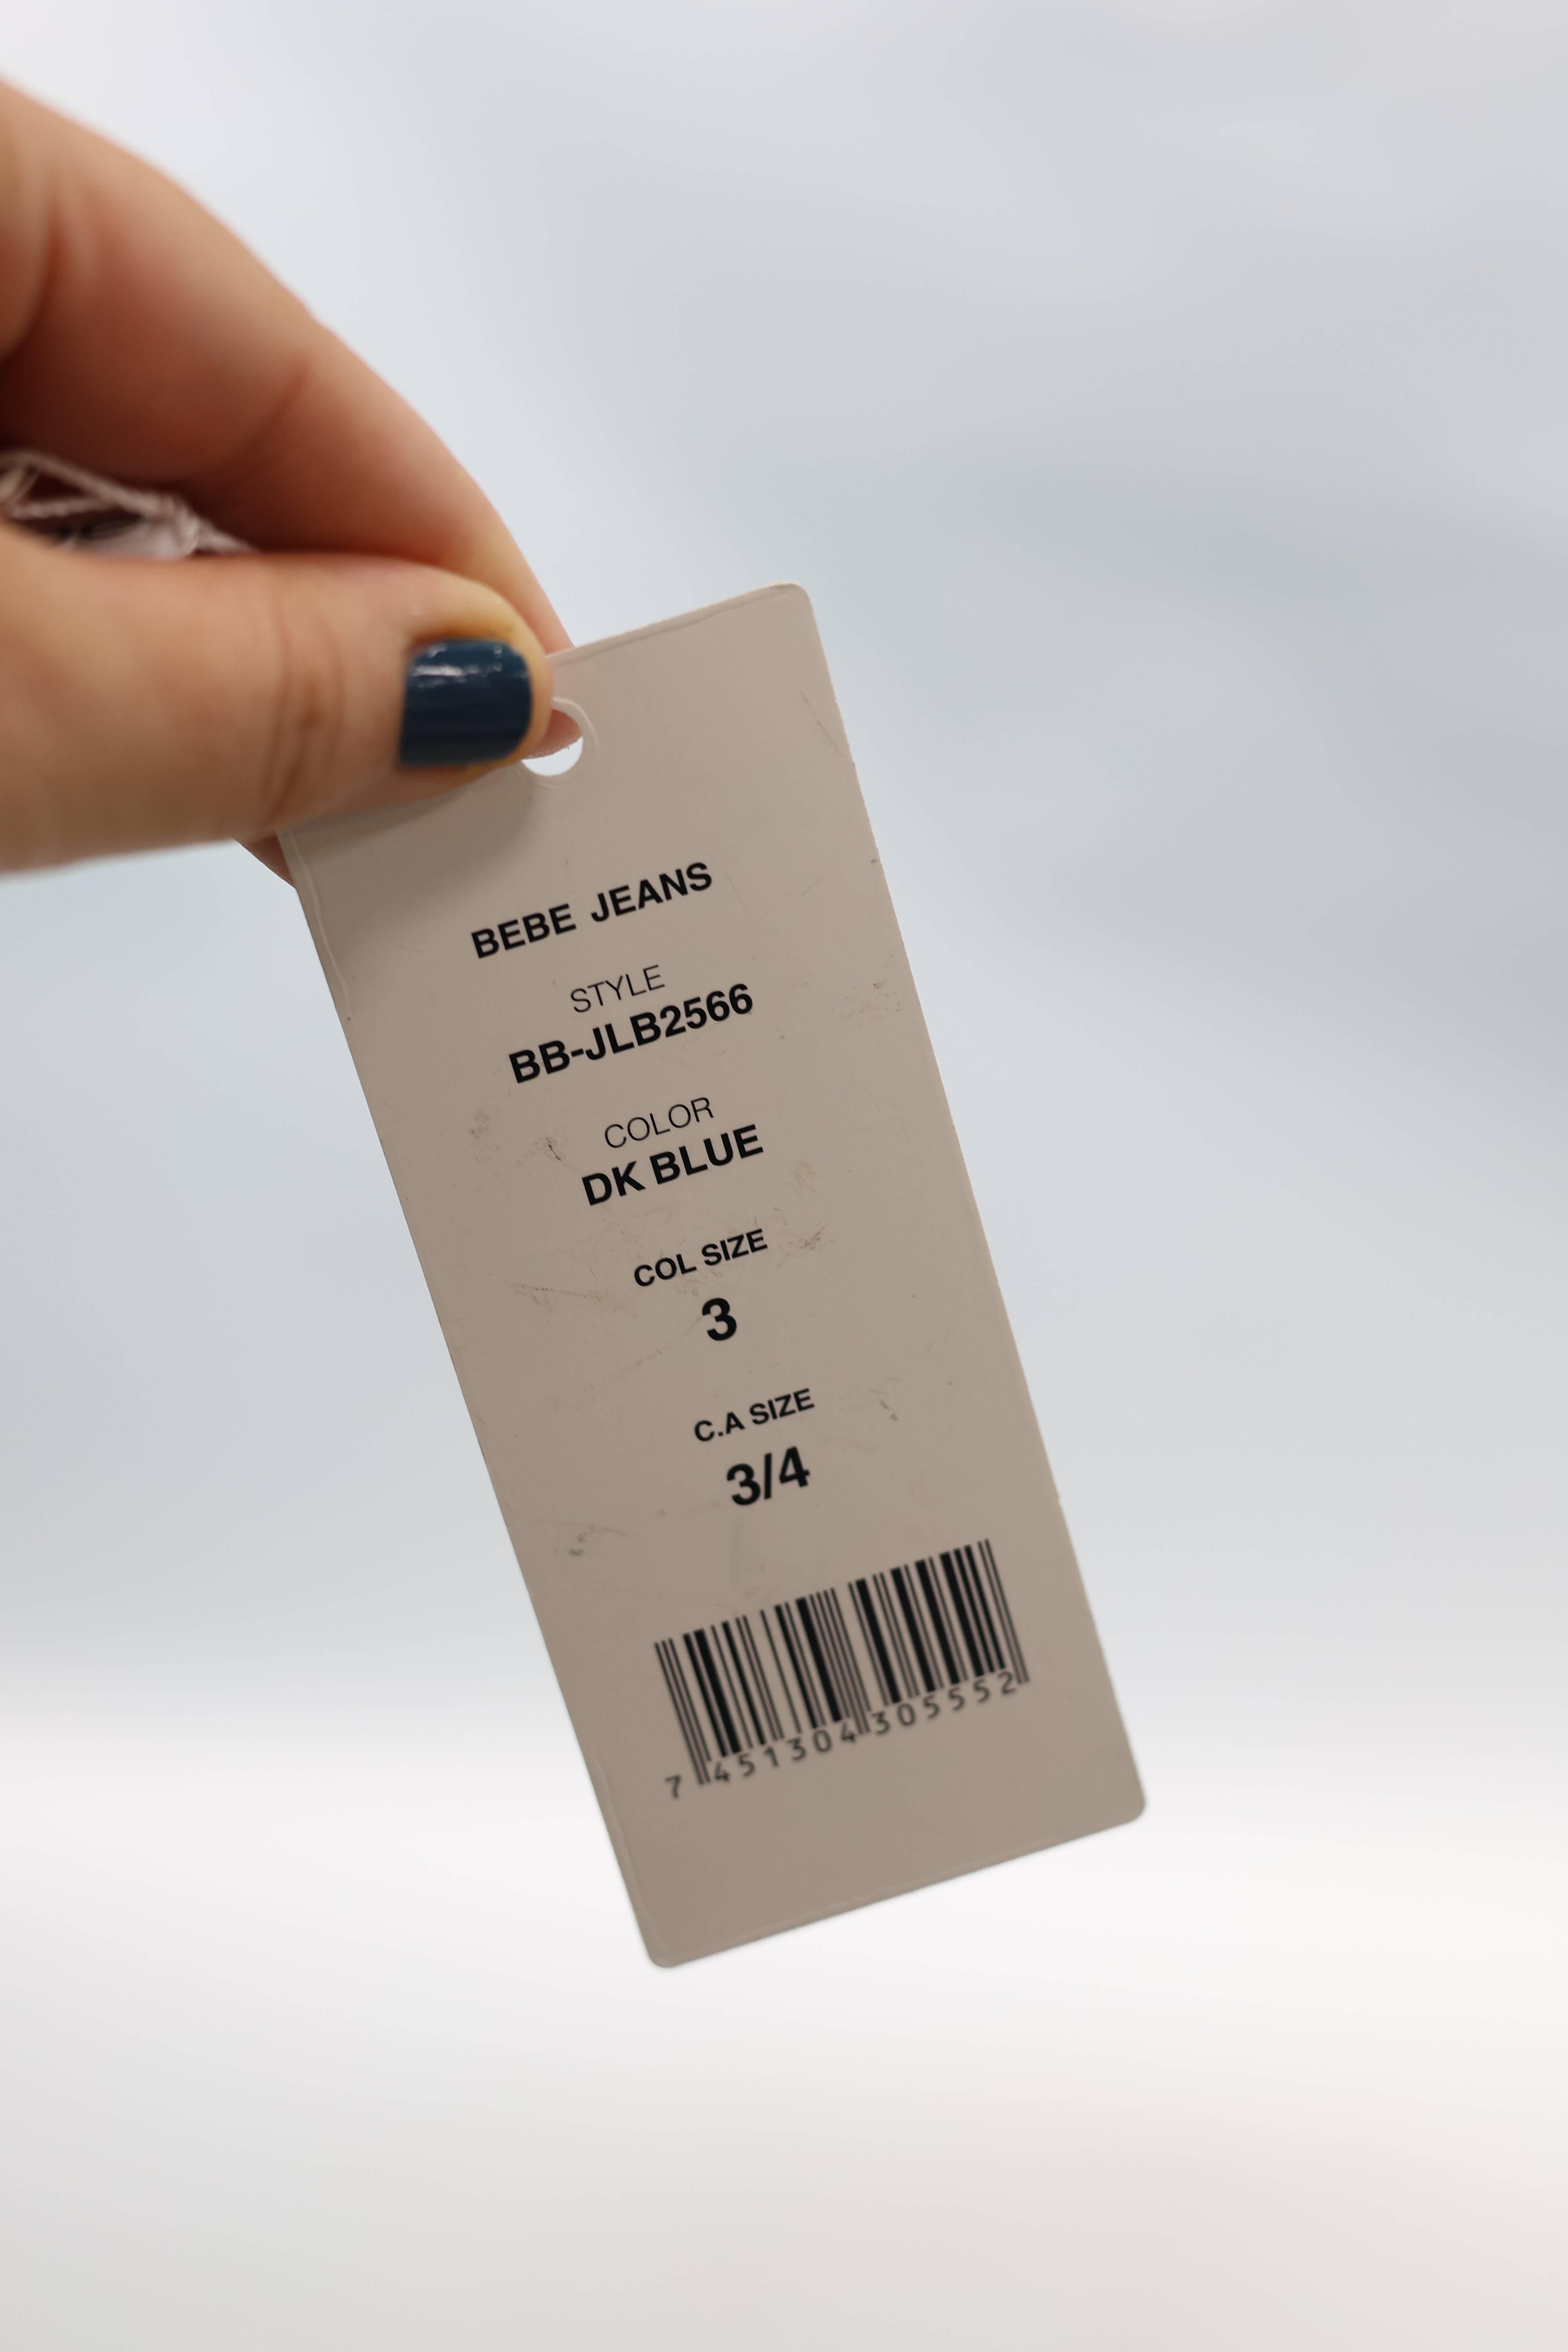 BEBE JEANS
STYLE
BB-JLB2566
COLOR
DK BLUE
COL SIZE
3
C.A SIZE
3/4
7 451304 305552